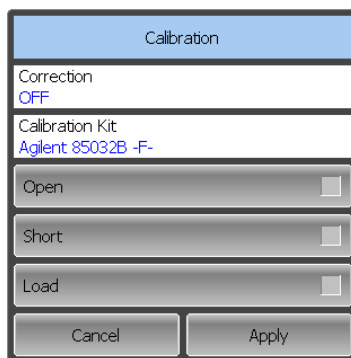 Calibration
Correction
OFF
Calibration Kit
Agilent 85032B -F-
Open
Short
Load
Cancel Apply